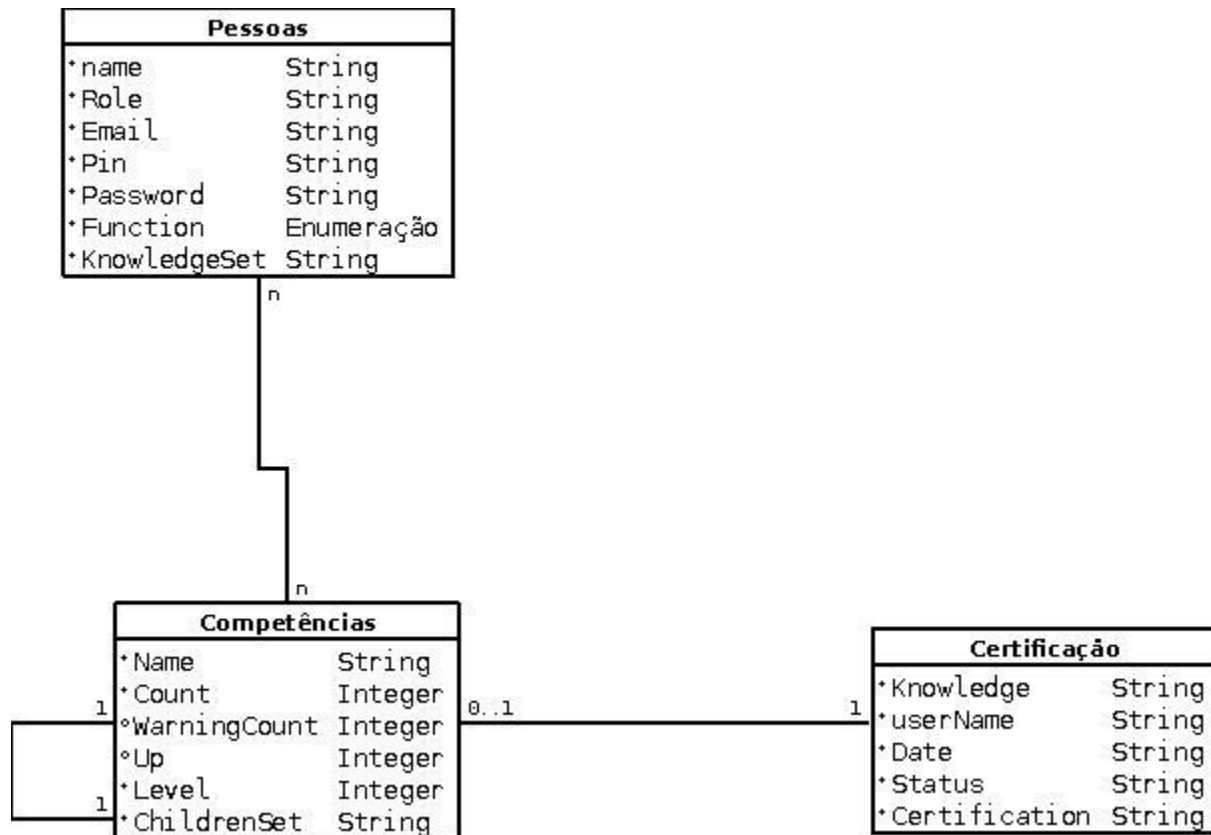 Pessoas
*name String
*Role String
*Email String
*Pin String
*Password String
*Function Enumeração
*KnowledgeSet String
n
n
Competências
*Name String
*Count Integer
°WarningCount Integer
°Up Integer
*Level Integer
*ChildrenSet String
1
1
0..1
1
Certificação
*Knowledge String
*userName String
*Date String
*Status String
*Certification String